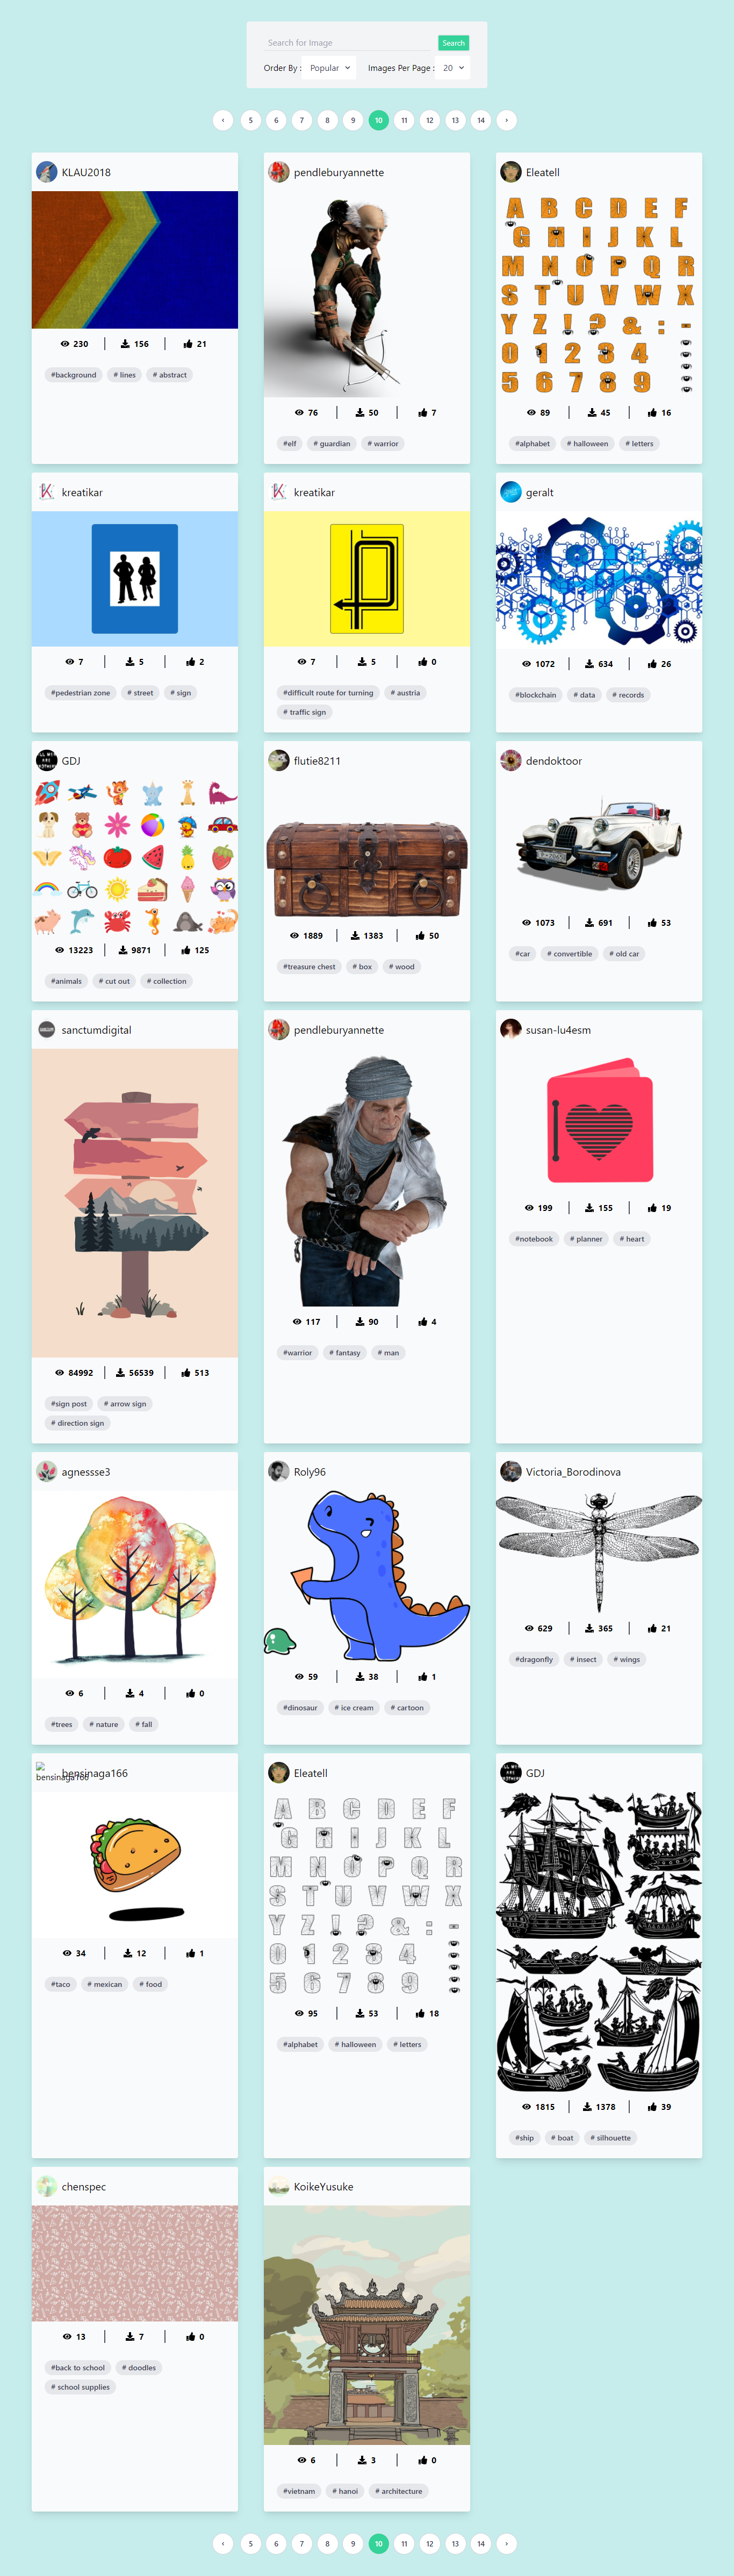 Search for Image
Search
Order By : Popular Images Per Page : 20
‹ 5 6 7 8 9 10 11 12 13 14 ›
KLAU2018
230 156 21
#background # lines # abstract
pendleburyannette
76 50 7
#elf # guardian # warrior
Eleatell
A B C D E F
G H I J K L
M N O P Q R
S T U V W X
Y Z ! ? & : -
0 1 2 3 4
5 6 7 8 9
89 45 16
#alphabet # halloween # letters
kreatikar
7 5 2
#pedestrian zone # street # sign
kreatikar
7 5 0
#difficult route for turning # austria
# traffic sign
geralt
1072 634 26
#blockchain # data # records
GDJ
13223 9871 125
#animals # cut out # collection
flutie8211
1889 1383 50
#treasure chest # box # wood
dendoktoor
1073 691 53
#car # convertible # old car
sanctumdigital
84992 56539 513
#sign post # arrow sign
# direction sign
pendleburyannette
117 90 4
#warrior # fantasy # man
susan-lu4esm
199 155 19
#notebook # planner # heart
agnessse3
6 4 0
#trees # nature # fall
Roly96
59 38 1
#dinosaur # ice cream # cartoon
Victoria_Borodinova
629 365 21
#dragonfly # insect # wings
bensinaga166
bensinaga166
34 12 1
#taco # mexican # food
Eleatell
A B C D E F
G H I J K L
M N O P Q R
S T U V W X
Y Z ! ? & : -
0 1 2 3 4
5 6 7 8 9
95 53 18
#alphabet # halloween # letters
GDJ
1815 1378 39
#ship # boat # silhouette
chenspec
13 7 0
#back to school # doodles
# school supplies
KoikeYusuke
6 3 0
#vietnam # hanoi # architecture
‹ 5 6 7 8 9 10 11 12 13 14 ›